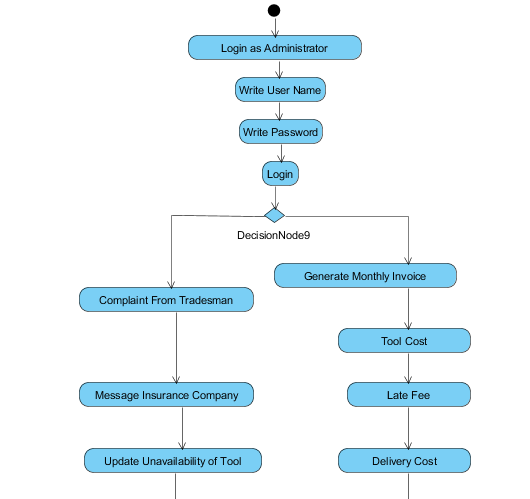 Login as Administrator
Write User Name
Write Password
Login
DecisionNode9
Generate Monthly Invoice
Complaint From Tradesman
Tool Cost
Message Insurance Company
Late Fee
Update Unavailability of Tool
Delivery Cost